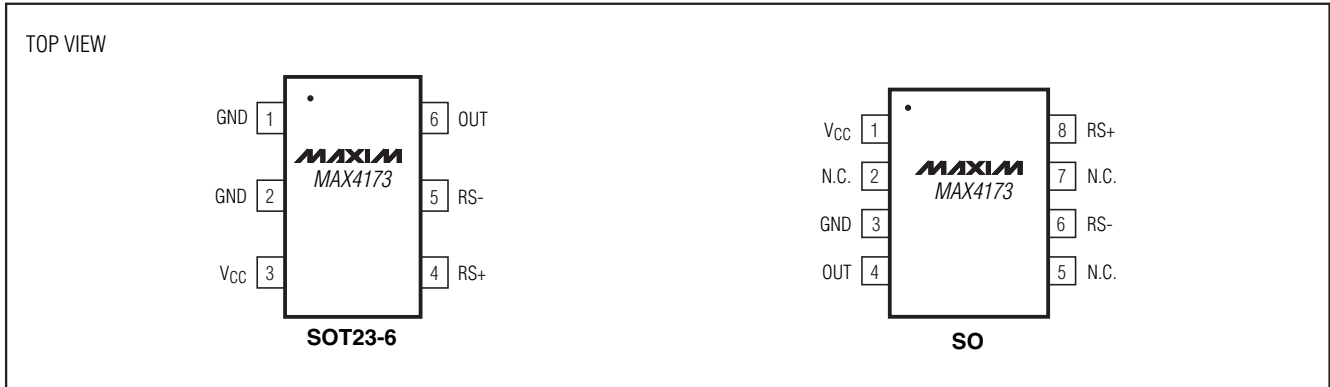 TOP VIEW
GND 1
6 OUT
MAXIM
MAX4173
GND 2
5 RS-
VCC 3
4 RS+
SOT23-6
VCC 1
8 RS+
N.C. 2
7 N.C.
MAXIM
MAX4173
GND 3
6 RS-
OUT 4
5 N.C.
SO